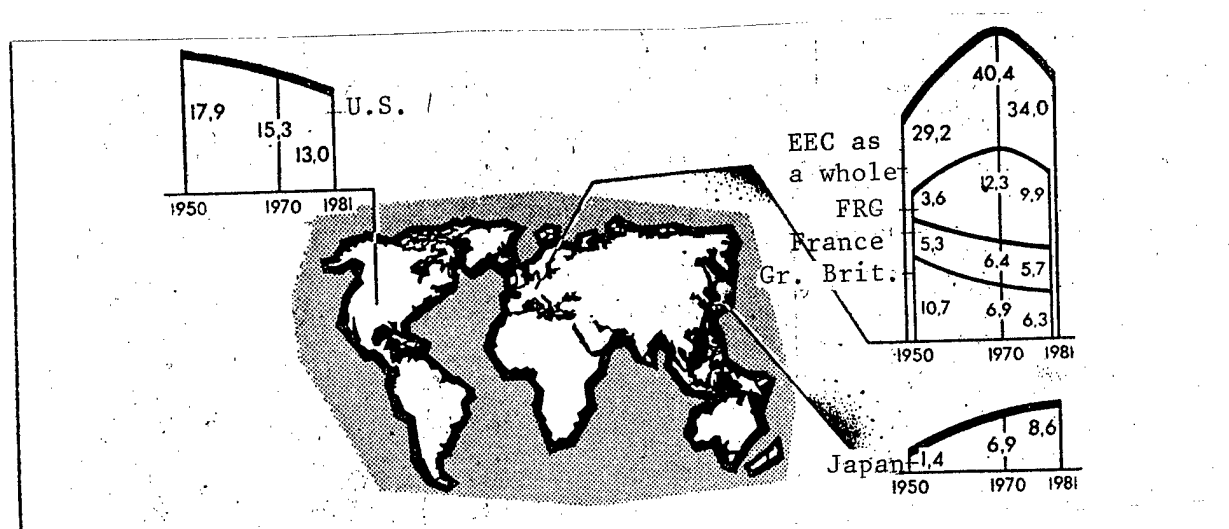 17,9
15,3
13,0
U.S.
1950 1970 1981
40,4
34,0
29,2
EEC as
a whole
12,3
3,6
9,9
FRG
France
5,3
6,4
5,7
Gr. Brit.
10,7
6,9
6,3
1950 1970 1981
8,6
6,9
Japan
1,4
1950 1970 1981